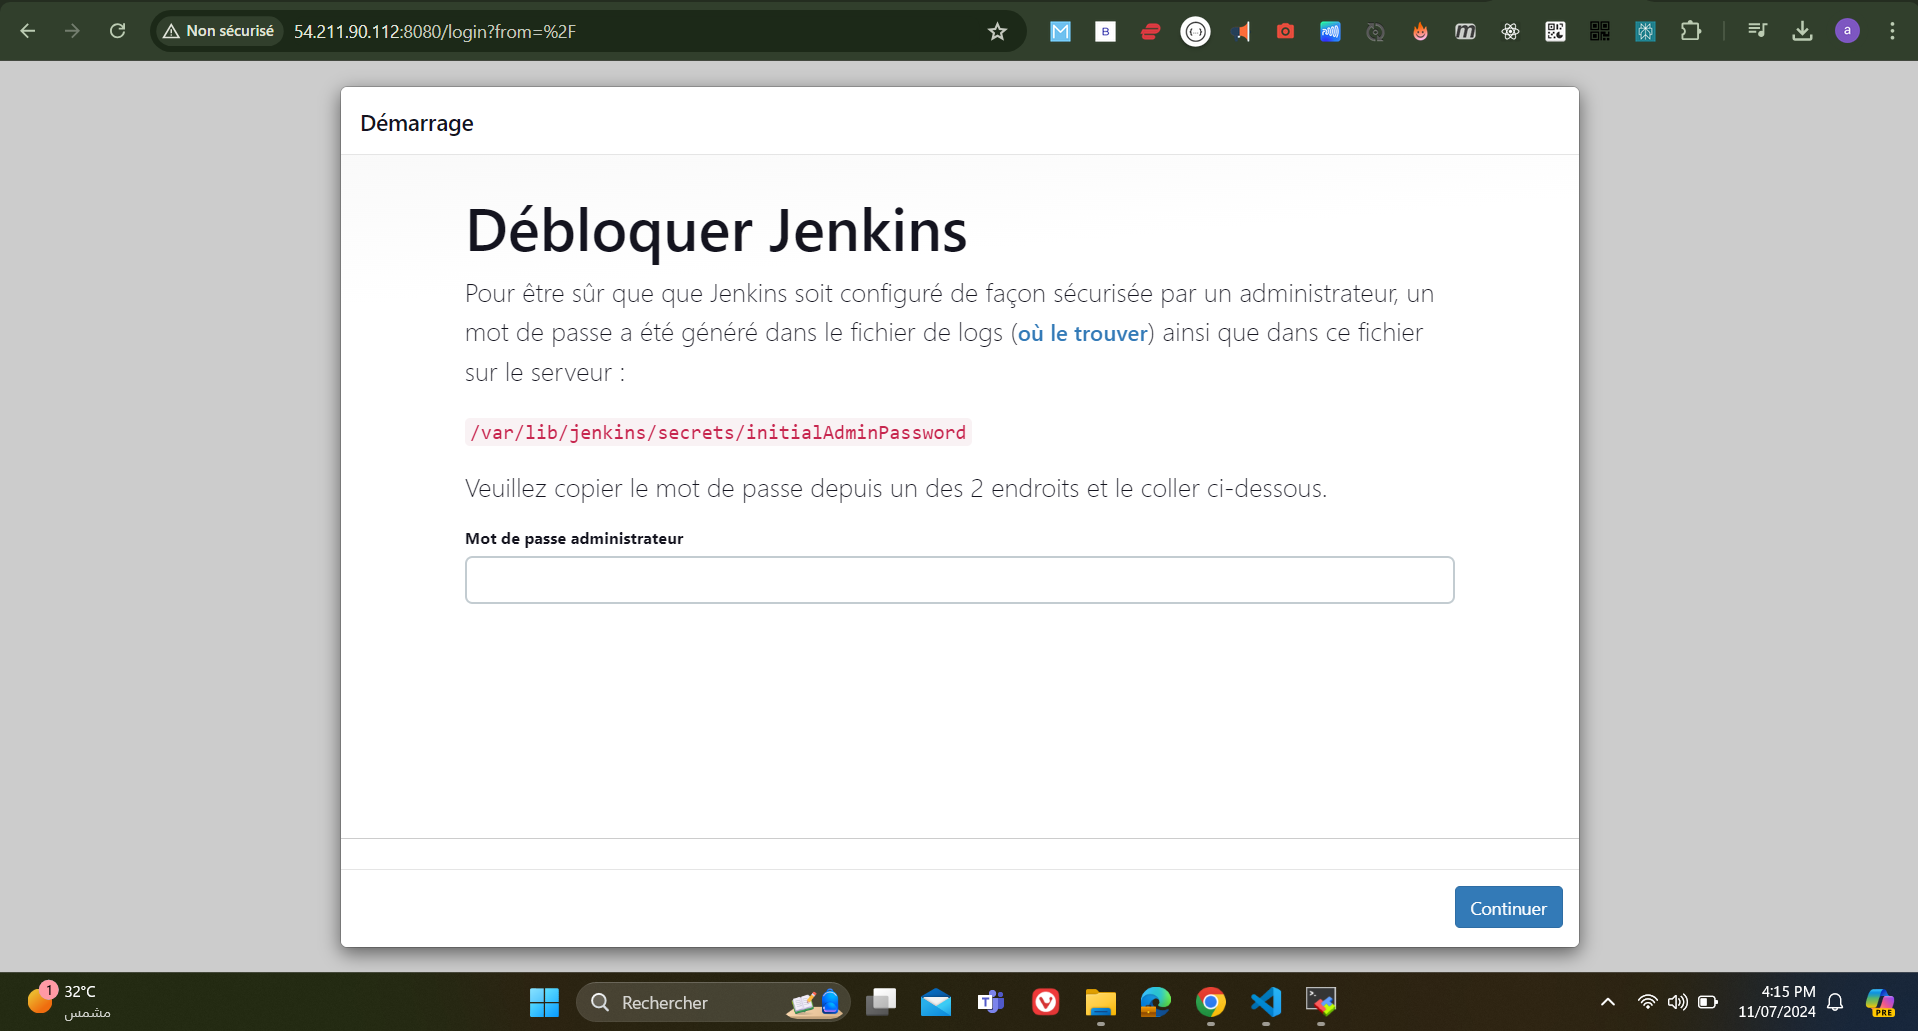 Non sécurisé
54.211.90.112:8080/login?from=%2F
a
Démarrage
Débloquer Jenkins
Pour être sûr que que Jenkins soit configuré de façon sécurisée par un administrateur, un
mot de passe a été généré dans le fichier de logs (où le trouver) ainsi que dans ce fichier
sur le serveur :
/var/lib/jenkins/secrets/initialAdminPassword
Veuillez copier le mot de passe depuis un des 2 endroits et le coller ci-dessous.
Mot de passe administrateur
Continuer
1
32°C
مشمس
Rechercher
4:15 PM
11/07/2024
PRE